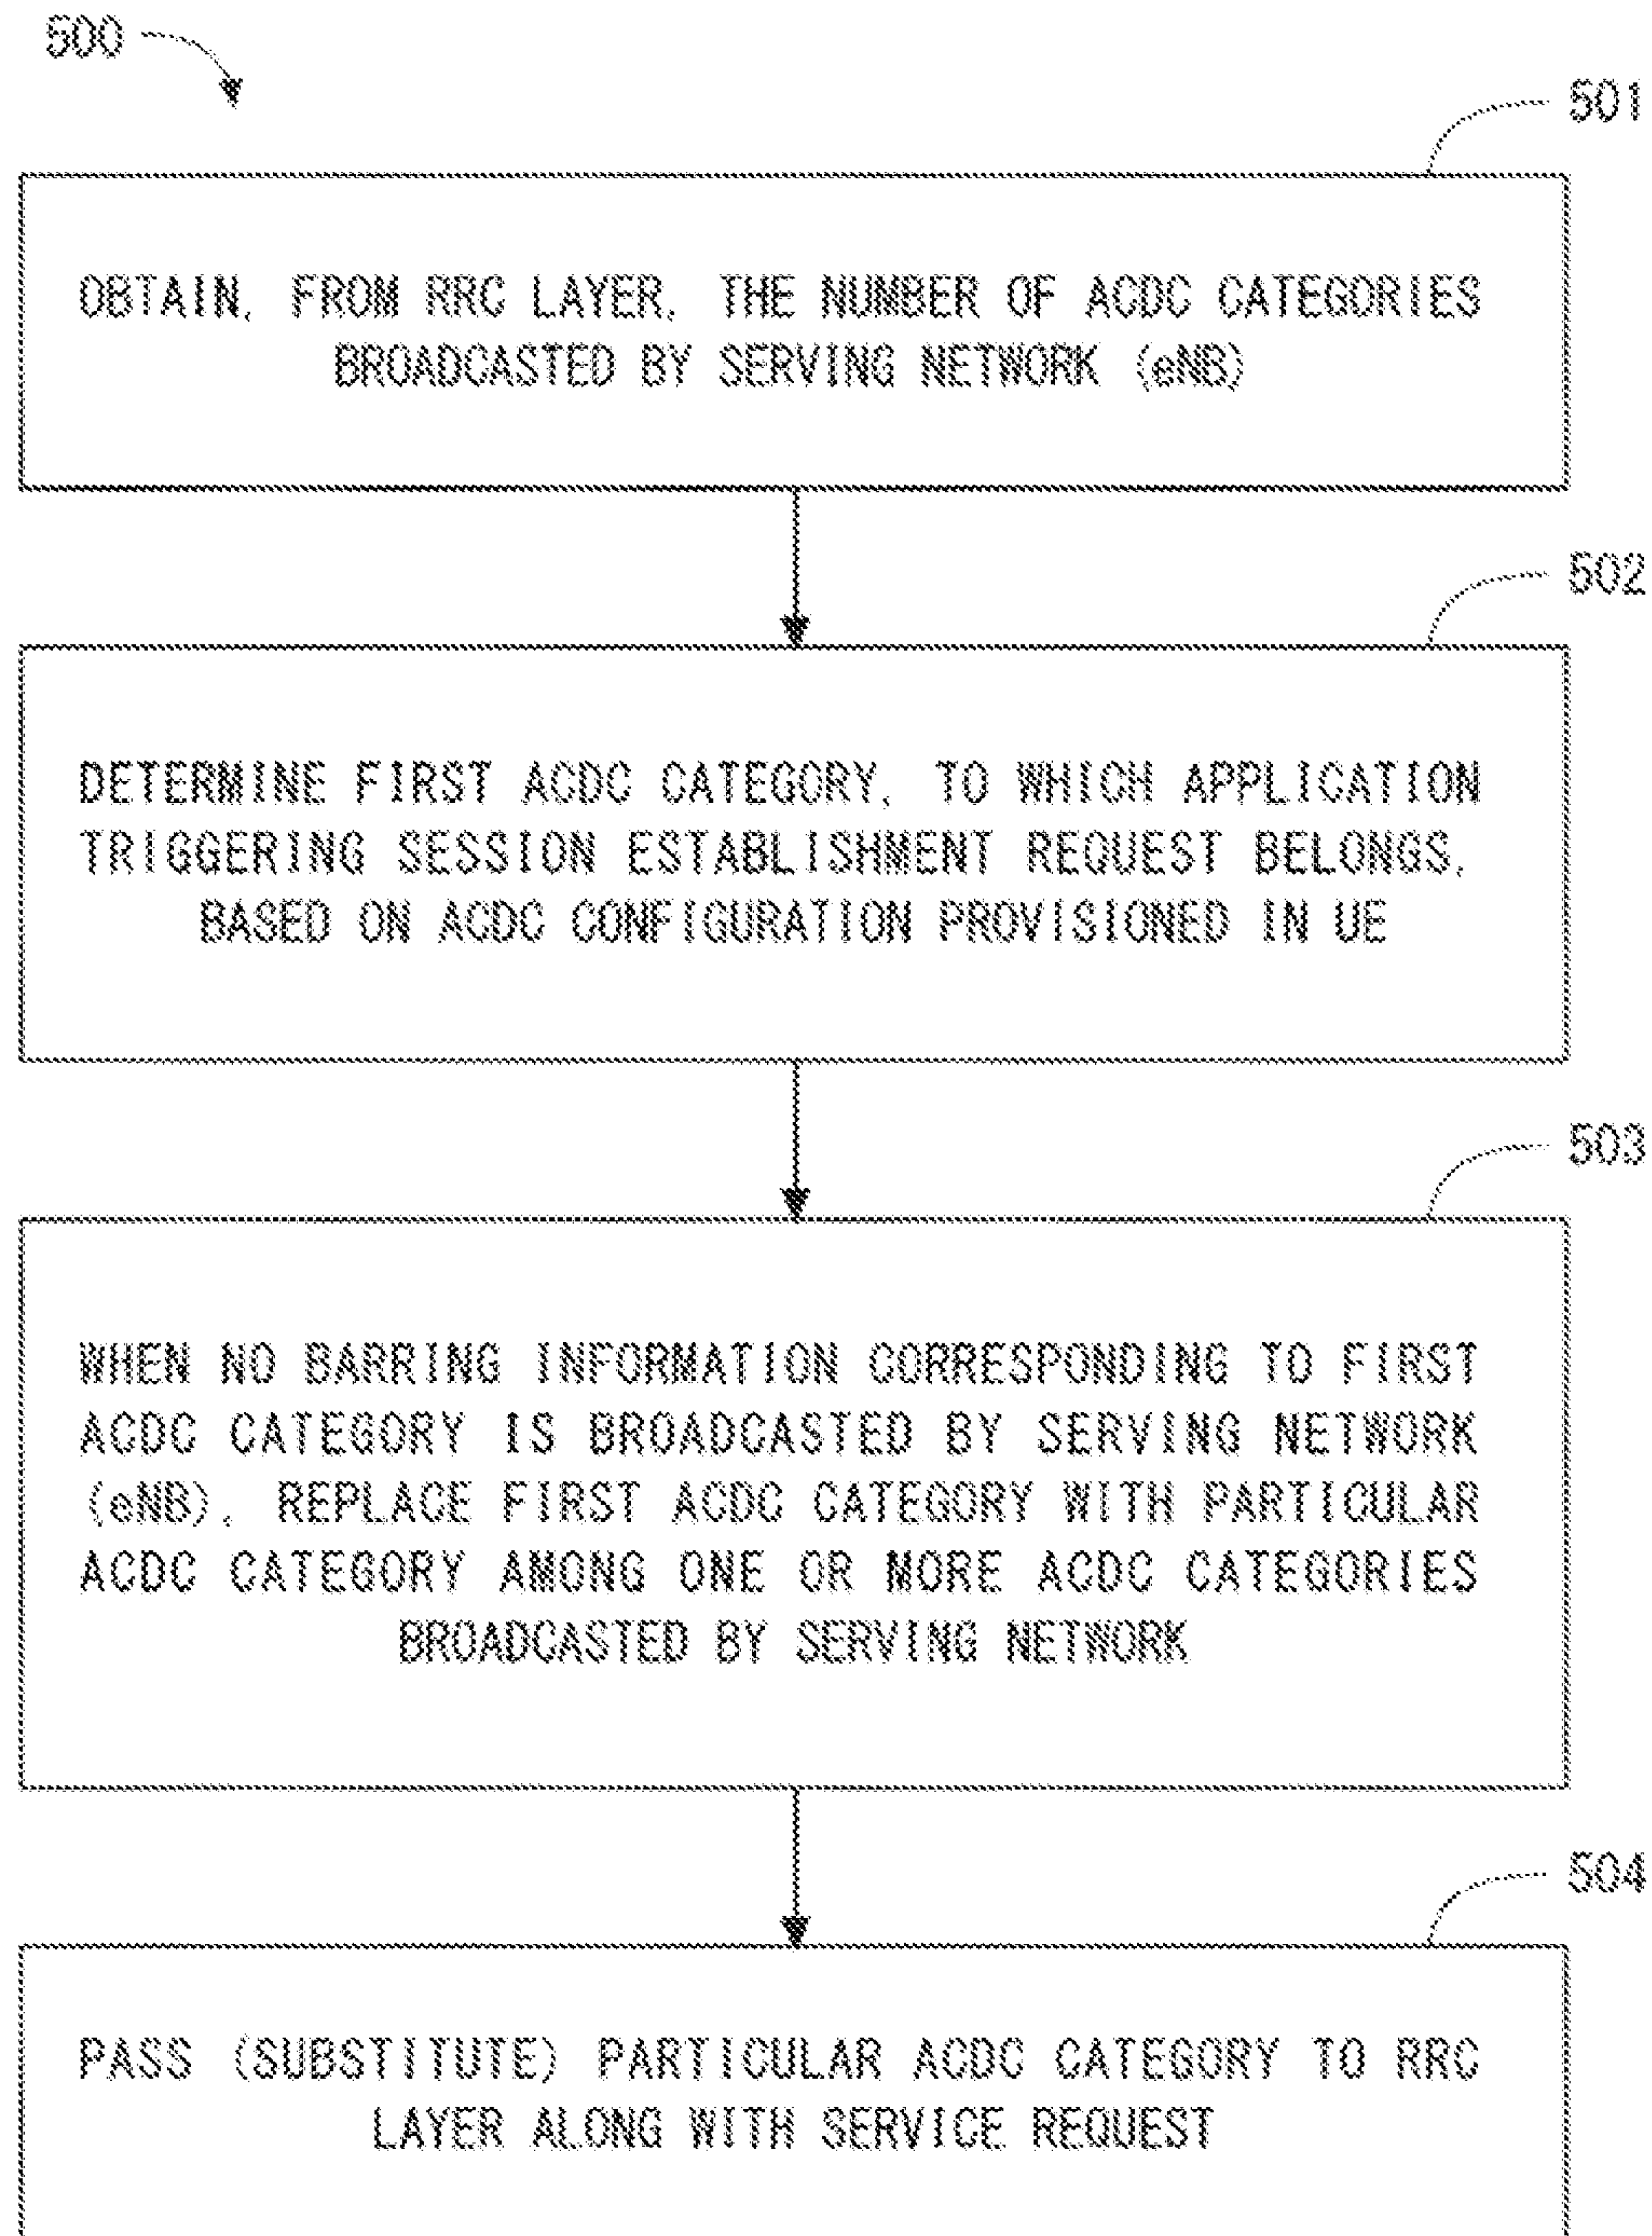 500
501
OBTAIN, FROM RRC LAYER, THE NUMBER OF ACDC CATEGORIES
BROADCASTED BY SERVING NETWORK (eNB)
502
DETERMINE FIRST ACDC CATEGORY, TO WHICH APPLICATION
TRIGGERING SESSION ESTABLISHMENT REQUEST BELONGS,
BASED ON ACDC CONFIGURATION PROVISIONED IN UE
503
WHEN NO BARRING INFORMATION CORRESPONDING TO FIRST
ACDC CATEGORY IS BROADCASTED BY SERVING NETWORK
(eNB), REPLACE FIRST ACDC CATEGORY WITH PARTICULAR
ACDC CATEGORY AMONG ONE OR MORE ACDC CATEGORIES
BROADCASTED BY SERVING NETWORK
504
PASS (SUBSTITUTE) PARTICULAR ACDC CATEGORY TO RRC
LAYER ALONG WITH SERVICE REQUEST